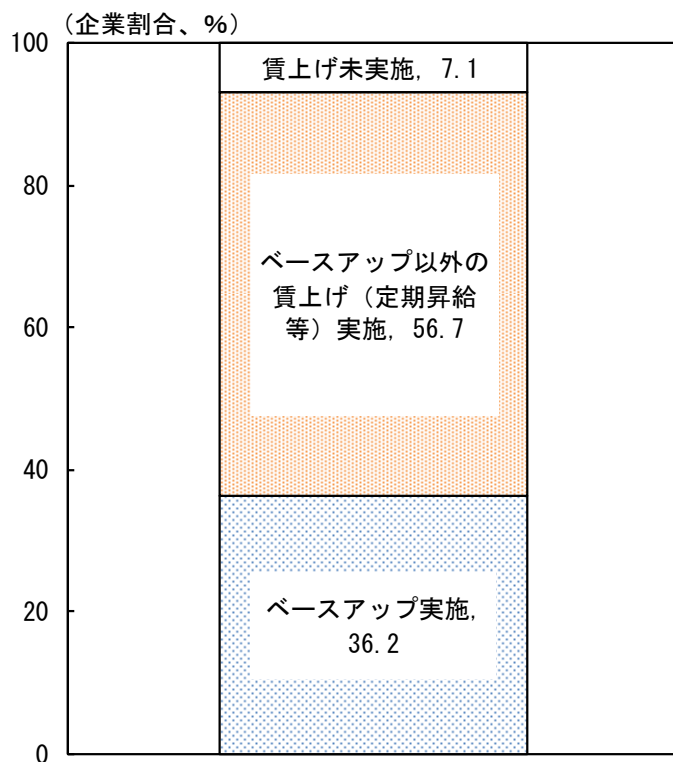 （企業割合、％）
100
賃上げ未実施, 7.1
80
ベースアップ以外の
賃上げ（定期昇給
等）実施, 56.7
60
40
ベースアップ実施,
36.2
20
0